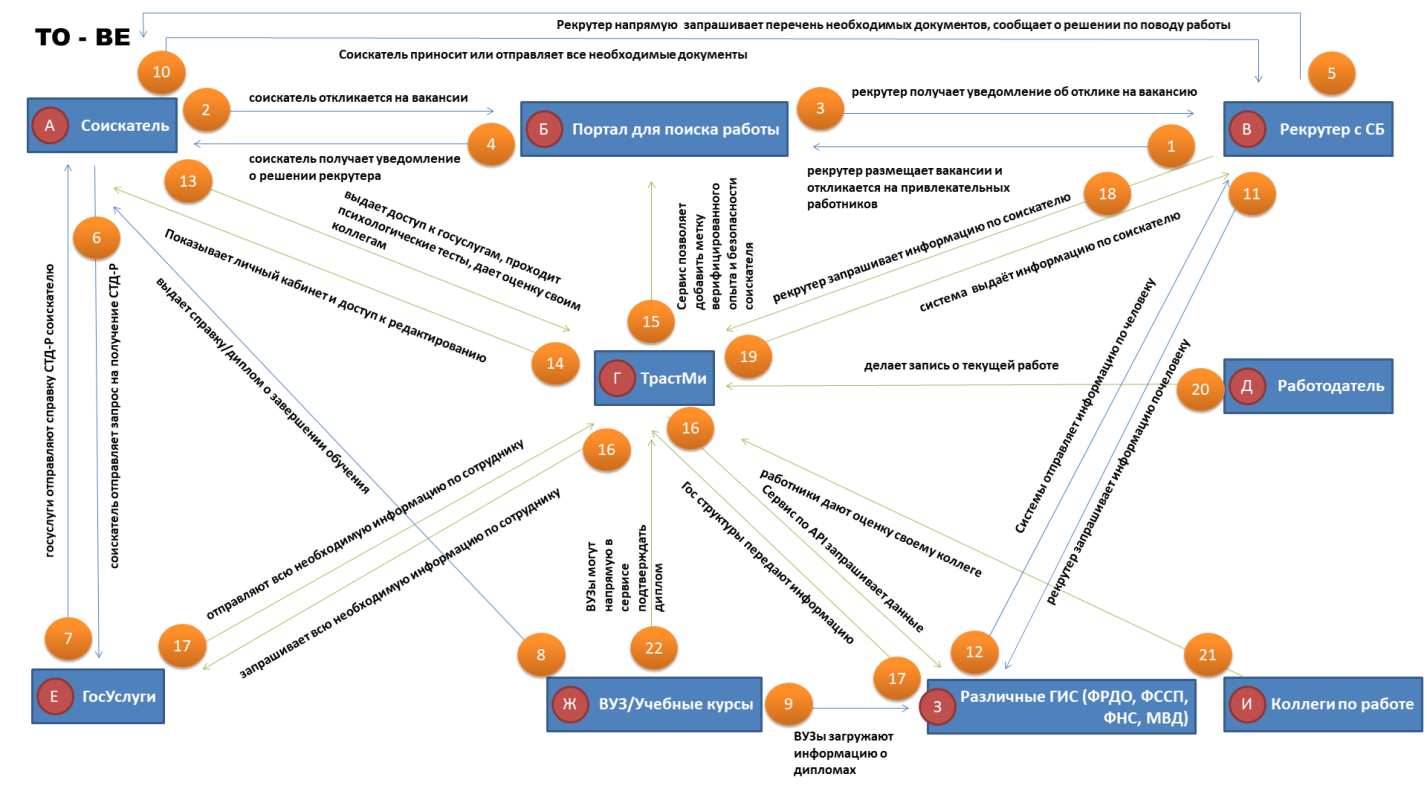 TO - BE
Рекрутер напрямую запрашивает перечень необходимых документов, сообщает о решении по поводу работы
Соискатель приносит или отправляет все необходимые документы
10
5
2
соискатель откликается на вакансии
3
рекрутер получает уведомление об отклике на вакансию
А
Соискатель
Б
Портал для поиска работы
В
Рекрутер с СБ
4
1
соискатель получает уведомление
о решении рекрутера
рекрутер размещает вакансии и
откликается на привлекательных
работников
13
18
11
выдает доступ к госуслугам, проходит
психологические тесты, дает оценку своим
коллегам
Сервис позволяет
добавить метку
верифицированного
опыта и безопасности
соискателя
рекрутер запрашивает информацию по соискателю
система выдаёт информацию по соискателю
6
Показывает личный кабинет и доступ к редактированию
выдает справку/диплом о завершении обучения
госуслуги отправляют справку СТД-Р соискателю
соискатель отправляет запрос на получение СТД-Р
15
14
19
Г
ТрастМи
делает запись о текущей работе
20
Д
Работодатель
Системы отправляет информацию по человеку
рекрутер запрашивает информацию почеловеку
16
16
отправляют всю необходимую информацию по сотруднику
запрашивает всю необходимую информацию по сотруднику
ВУЗы могут
напрямую в
сервисе
подтверждать
диплом
Гос структуры передают информацию
Сервис по API запрашивает данные
работники дают оценку своему коллеге
7
17
8
22
17
12
21
Е
ГосУслуги
Ж
ВУЗ/Учебные курсы
9
З
Различные ГИС (ФРДО, ФССП,
ФНС, МВД)
И
Коллеги по работе
ВУЗы загружают
информацию о
дипломах